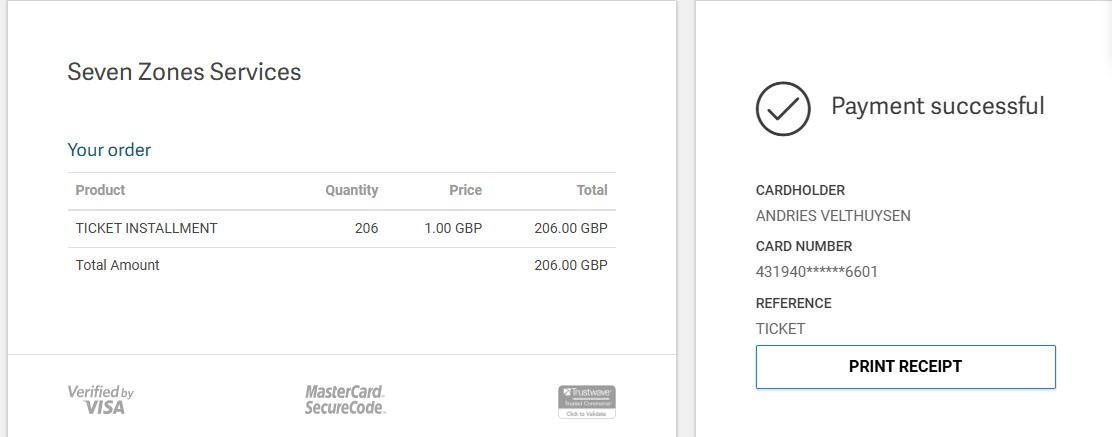 Seven Zones Services
Your order
Product Quantity Price Total
TICKET INSTALLMENT 206 1.00 GBP 206.00 GBP
Total Amount 206.00 GBP
Verified by
VISA
MasterCard.
SecureCode.
Trustwave
Trusted Commerce
Click to Validate
Payment successful
CARDHOLDER
ANDRIES VELTHUYSEN
CARD NUMBER
431940******6601
REFERENCE
TICKET
PRINT RECEIPT